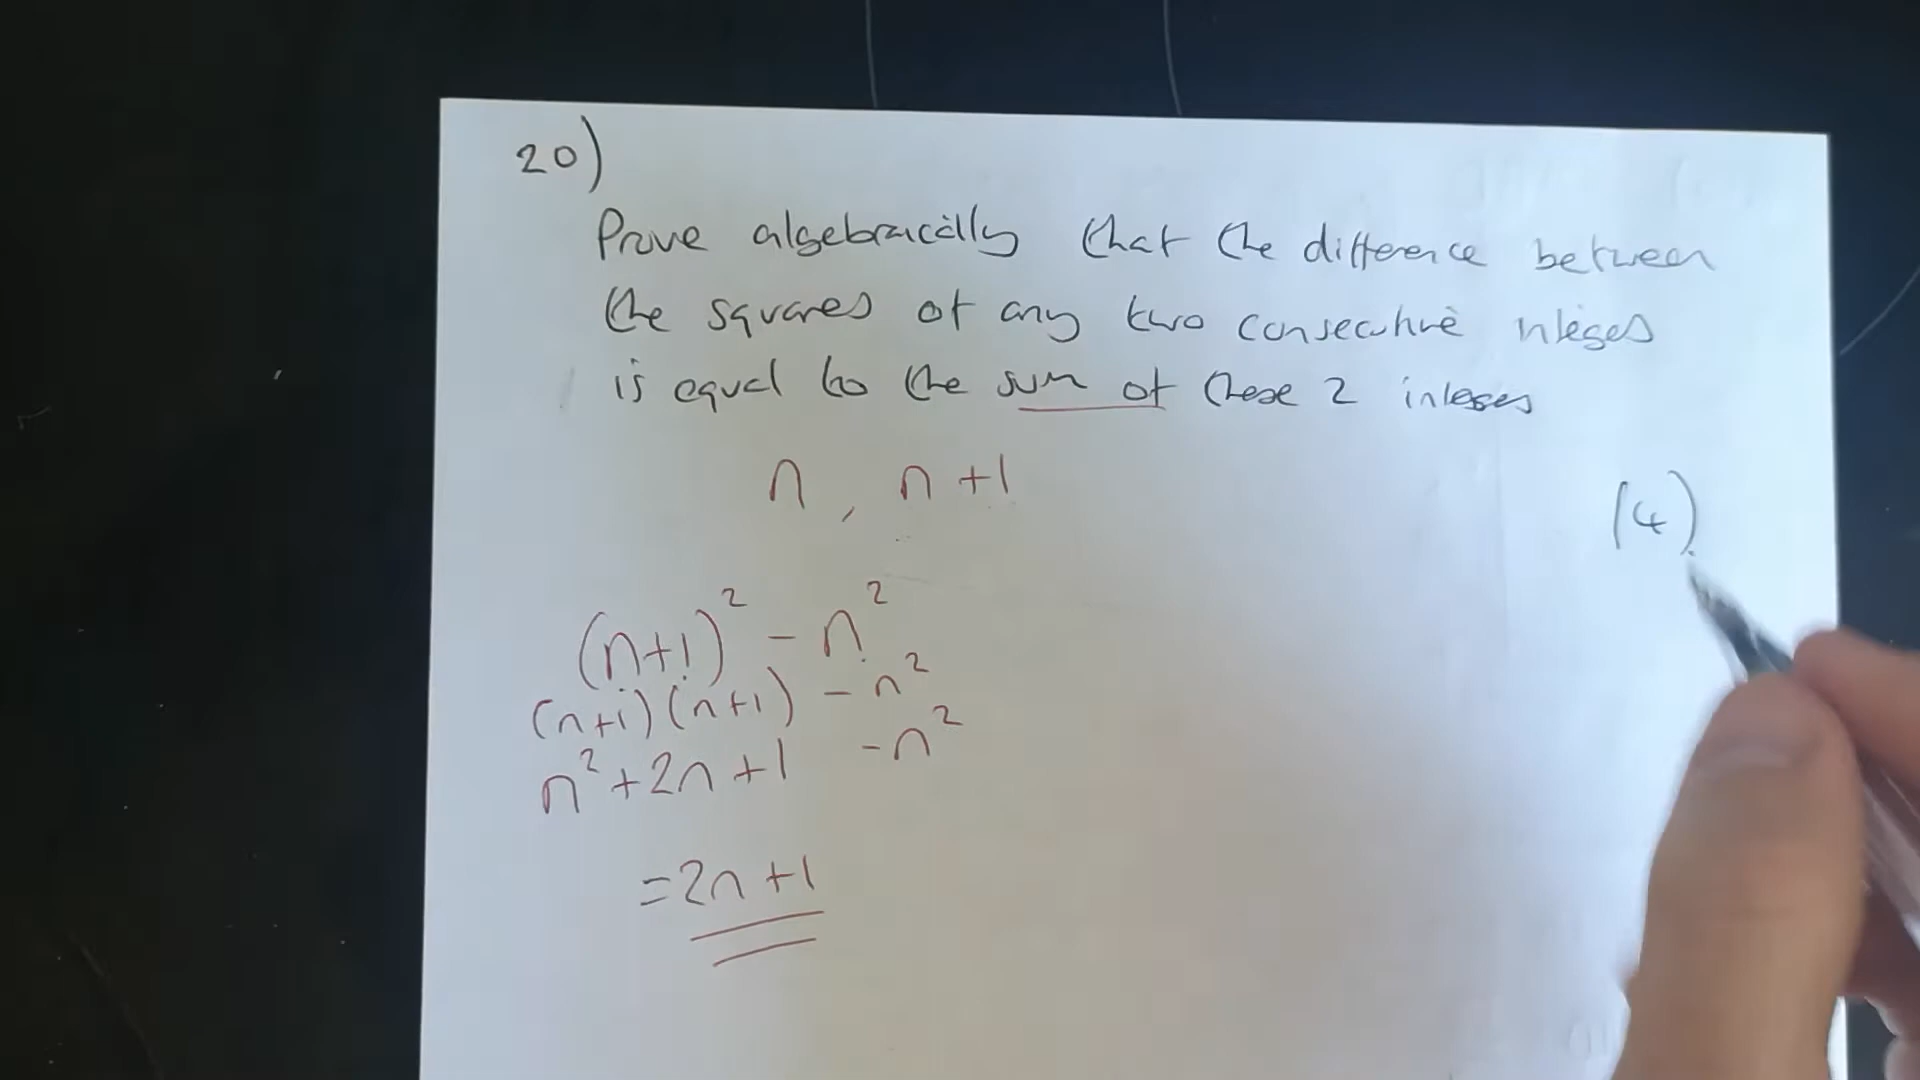 20)
Prove algebraically that the difference between
the squares of any two consecutive integers
is equal to the sum of these 2 integers
n , n +1
(4)
(n+1)² - n²
(n+1)(n+1) - n²
n² + 2n + 1 - n²
= 2n + 1